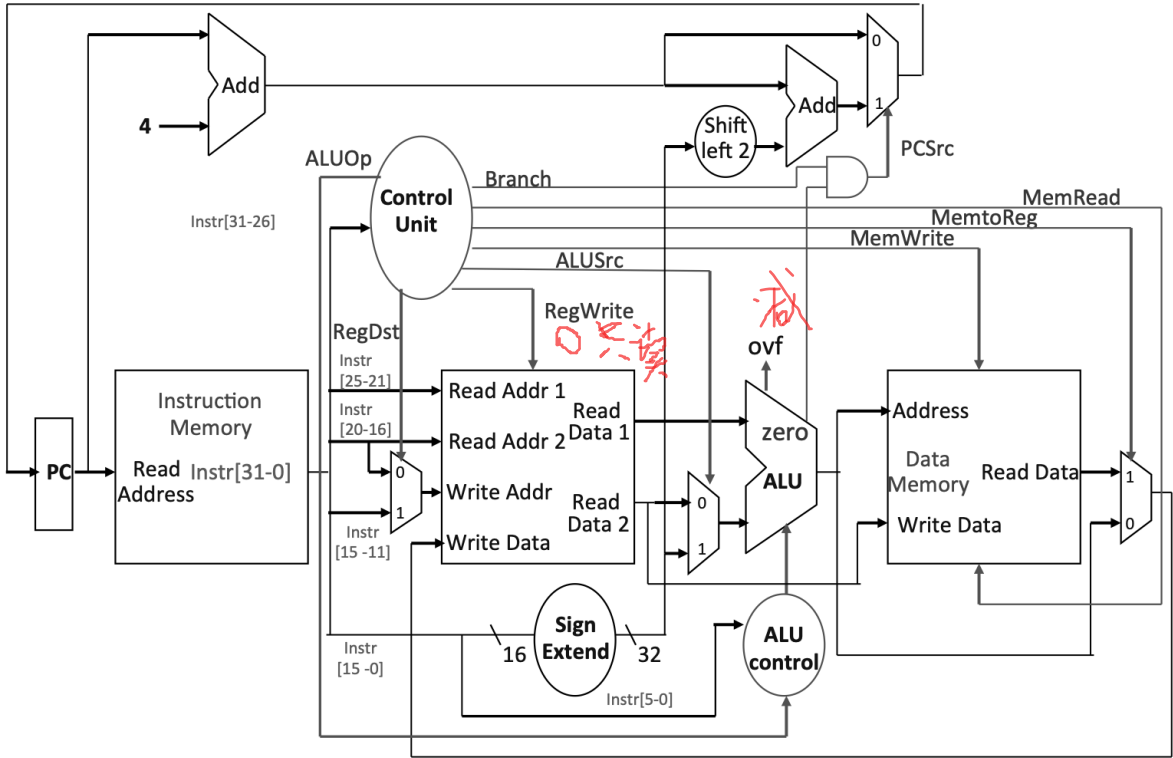 0
Add
Add
4
1
Shift
left 2
PCSrc
ALUOp
Branch
Control
Unit
MemRead
Instr[31-26]
MemtoReg
MemWrite
ALUSrc
减
RegWrite
RegDst
0
ovf
Instr
[25-21]
Instruction
Memory
Read Addr 1
Read
Data 1
Address
Instr
[20-16]
zero
Read Addr 2
PC
Read
Address
Instr[31-0]
0
Write Addr
1
Read
Data 2
0
ALU
Data
Memory
Read Data
1
Write Data
0
Instr
[15 -11]
Write Data
1
Sign
Extend
16
32
ALU
control
Instr
[15 -0]
Instr[5-0]